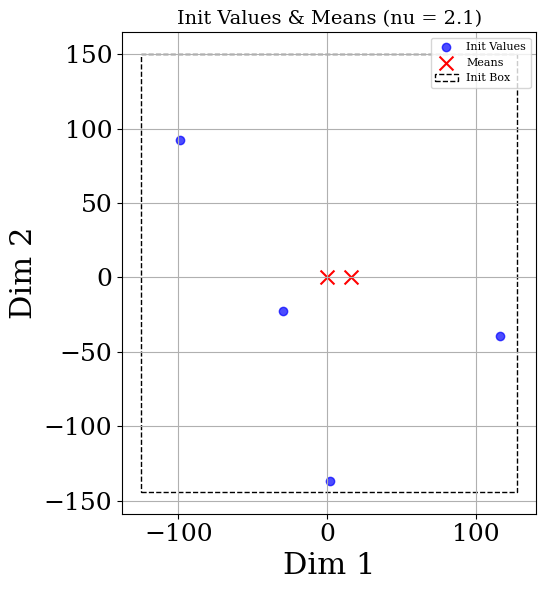 Init Values & Means (nu = 2.1)
Init Values
Means
Init Box
150
100
50
0
−50
−100
−150
Dim 2
−100
0
100
Dim 1